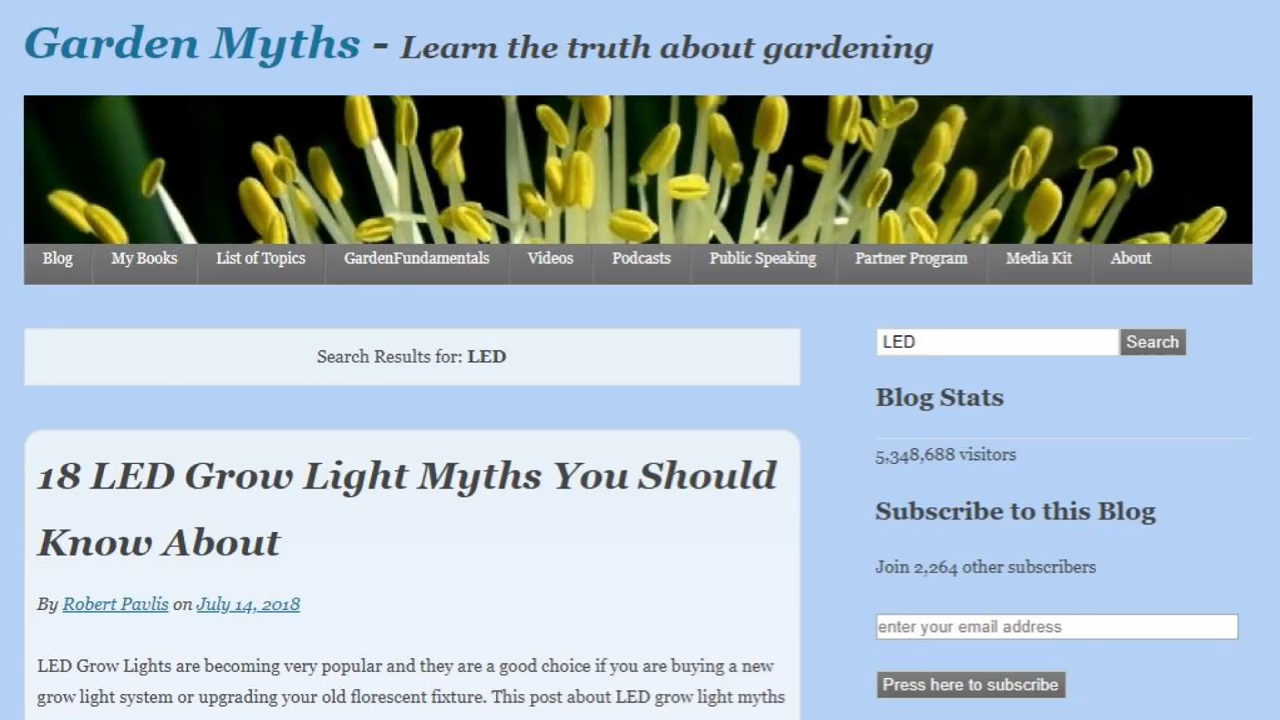 Garden Myths - Learn the truth about gardening
Blog My Books List of Topics GardenFundamentals Videos Podcasts Public Speaking Partner Program Media Kit About
Search Results for: LED
18 LED Grow Light Myths You Should
Know About
By Robert Pavlis on July 14, 2018
LED Grow Lights are becoming very popular and they are a good choice if you are buying a new
grow light system or upgrading your old florescent fixture. This post about LED grow light myths
LED Search
Blog Stats
5,348,688 visitors
Subscribe to this Blog
Join 2,264 other subscribers
enter your email address
Press here to subscribe